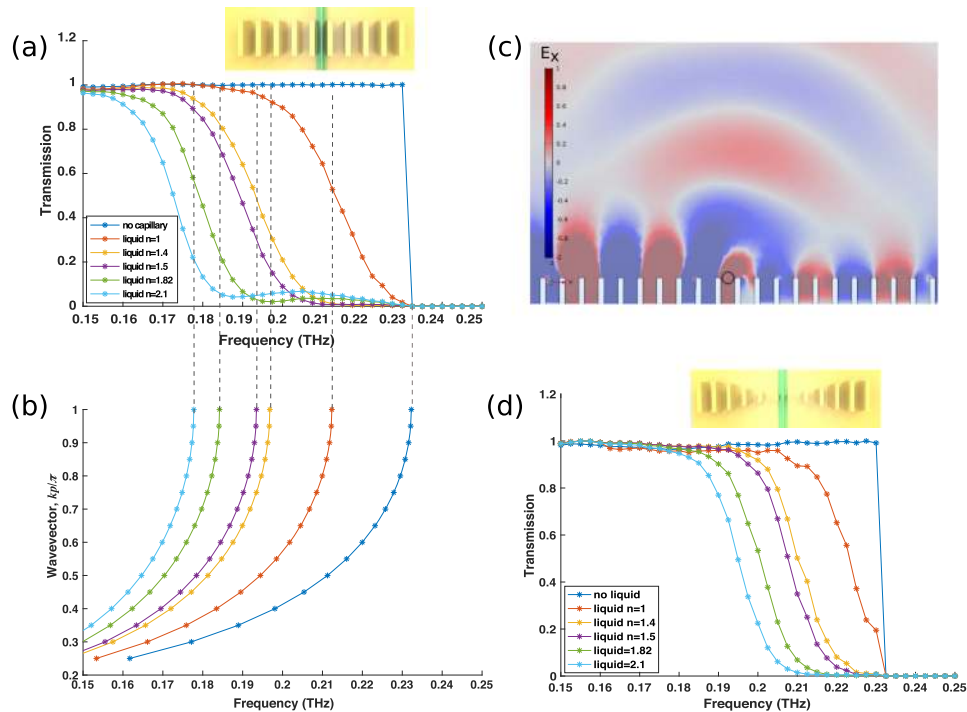 (a)
1.2
1
0.8
0.6
0.4
0.2
0
Transmission
no capillary
liquid n=1
liquid n=1.4
liquid n=1.5
liquid n=1.82
liquid n=2.1
0.15 0.16 0.17 0.18 0.19 0.2 0.21 0.22 0.23 0.24 0.25
Frequency (THz)
(b)
1
0.9
0.8
0.7
0.6
0.5
0.4
0.3
0.2
Wavevector, kp/π
0.15 0.16 0.17 0.18 0.19 0.2 0.21 0.22 0.23 0.24 0.25
Frequency (THz)
(c)
E_X
(d)
1.2
1
0.8
0.6
0.4
0.2
0
Transmission
no liquid
liquid n=1
liquid n=1.4
liquid n=1.5
liquid=1.82
liquid=2.1
0.15 0.16 0.17 0.18 0.19 0.20 0.21 0.22 0.23 0.24 0.25
Frequency (THz)